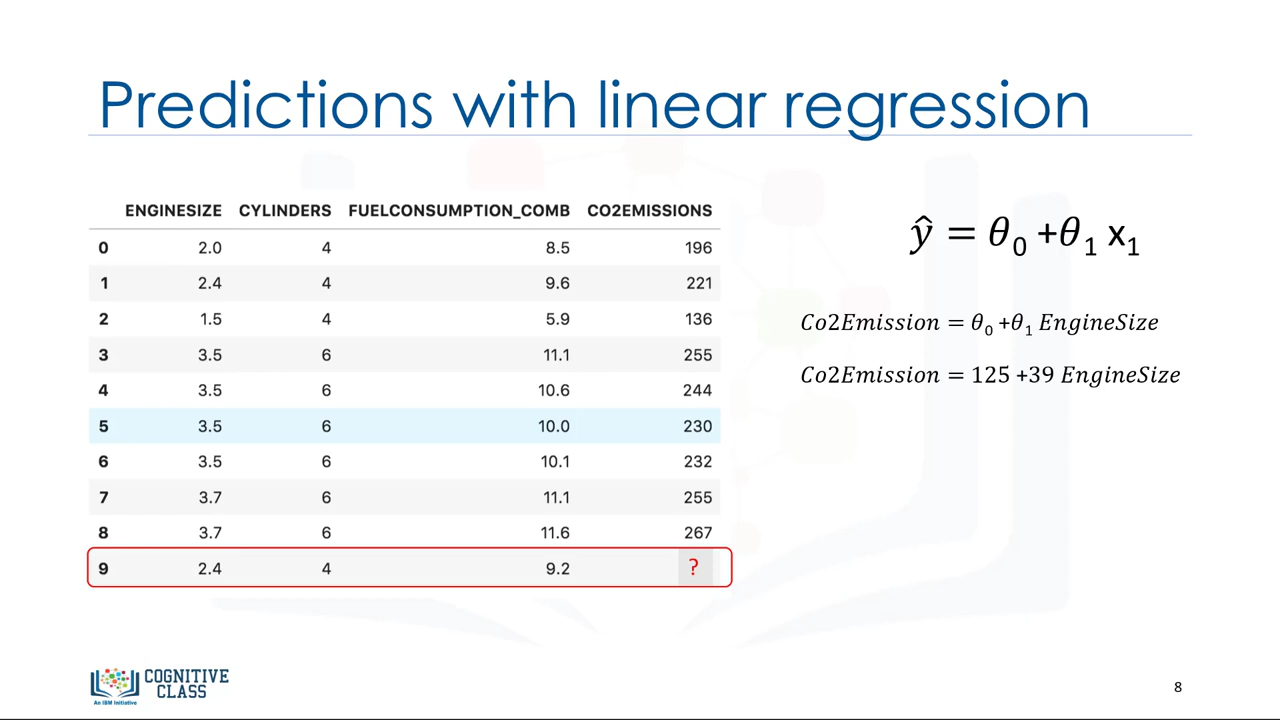 Predictions with linear regression
ENGINESIZE CYLINDERS FUELCONSUMPTION_COMB CO2EMISSIONS
0 2.0 4 8.5 196
1 2.4 4 9.6 221
2 1.5 4 5.9 136
3 3.5 6 11.1 255
4 3.5 6 10.6 244
5 3.5 6 10.0 230
6 3.5 6 10.1 232
7 3.7 6 11.1 255
8 3.7 6 11.6 267
9 2.4 4 9.2 ?
ŷ = θ₀ +θ₁ x₁
Co2Emission = θ₀ +θ₁ EngineSize
Co2Emission = 125 +39 EngineSize
COGNITIVE
CLASS
An IBM Initiative
8